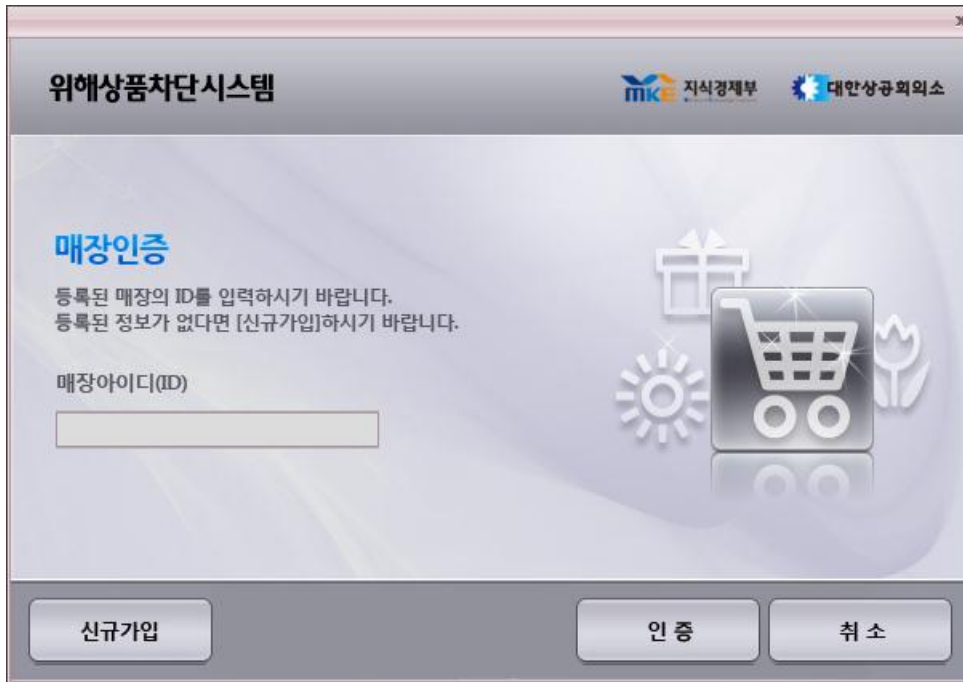 위해상품차단시스템
MKE 지식경제부 대한상공회의소
매장인증
등록된 매장의 ID를 입력하시기 바랍니다.
등록된 정보가 없다면 [신규가입]하시기 바랍니다.
매장아이디(ID)
신규가입
인 증
취 소